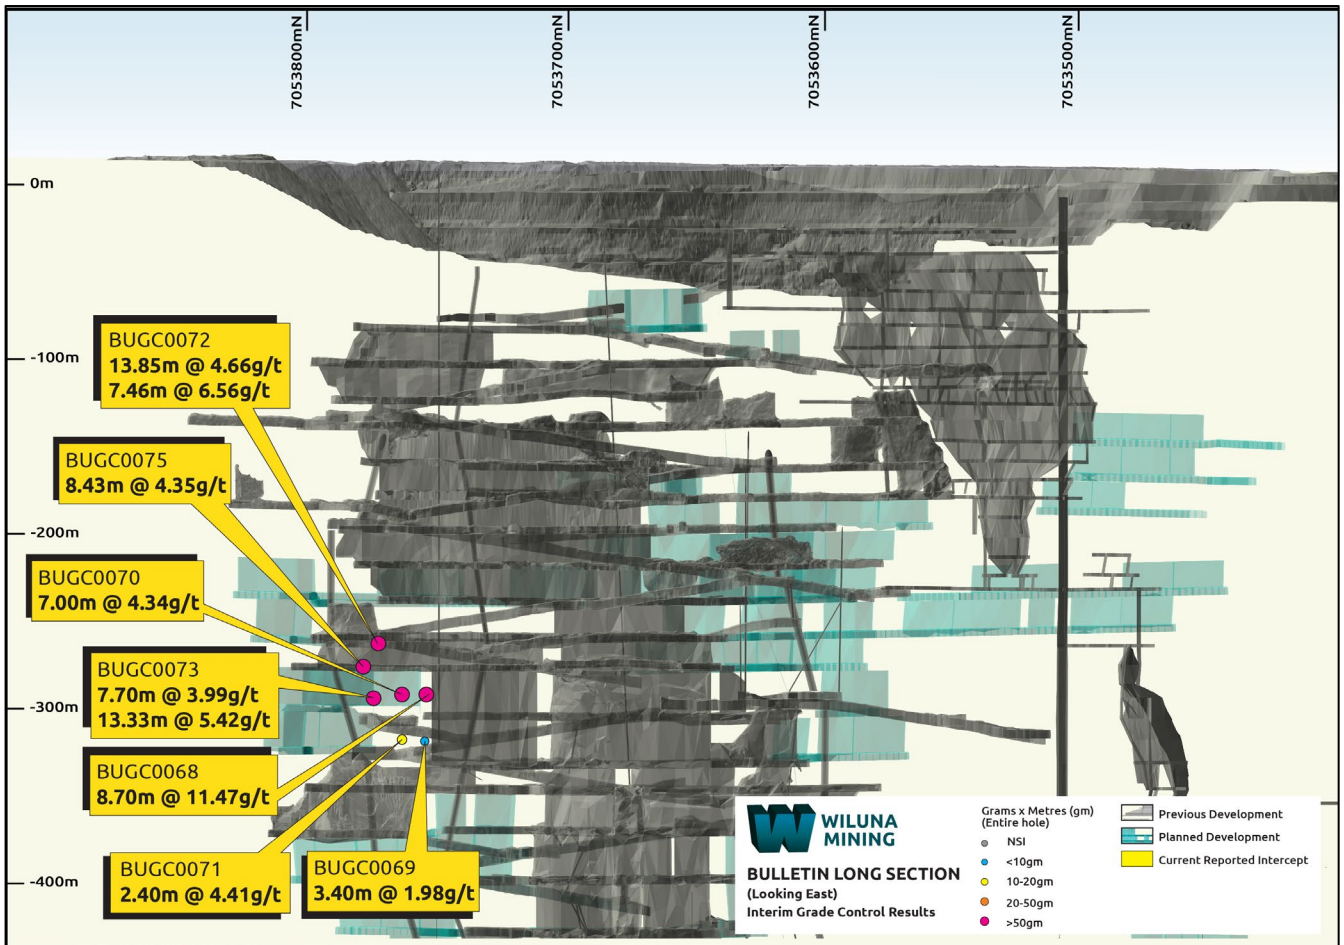 7053800mN
7053700mN
7053600mN
7053500mN
0m
-100m
-200m
-300m
-400m
BUGC0072
13.85m @ 4.66g/t
7.46m @ 6.56g/t
BUGC0075
8.43m @ 4.35g/t
BUGC0070
7.00m @ 4.34g/t
BUGC0073
7.70m @ 3.99g/t
13.33m @ 5.42g/t
BUGC0068
8.70m @ 11.47g/t
BUGC0071
2.40m @ 4.41g/t
BUGC0069
3.40m @ 1.98g/t
WILUNA
MINING
BULLETIN LONG SECTION
(Looking East)
Interim Grade Control Results
Grams x Metres (gm)
(Entire hole)
NSI
<10gm
10-20gm
20-50gm
>50gm
Previous Development
Planned Development
Current Reported Intercept